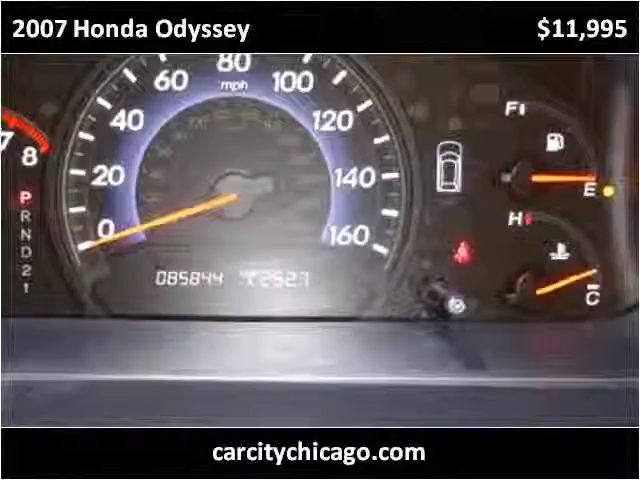 2007 Honda Odyssey $11,995
80
60 mph 100
40 120
20 140
0 160
7
8
P
R
N
D
2
1
F
E
H
C
085844
carcitychicago.com